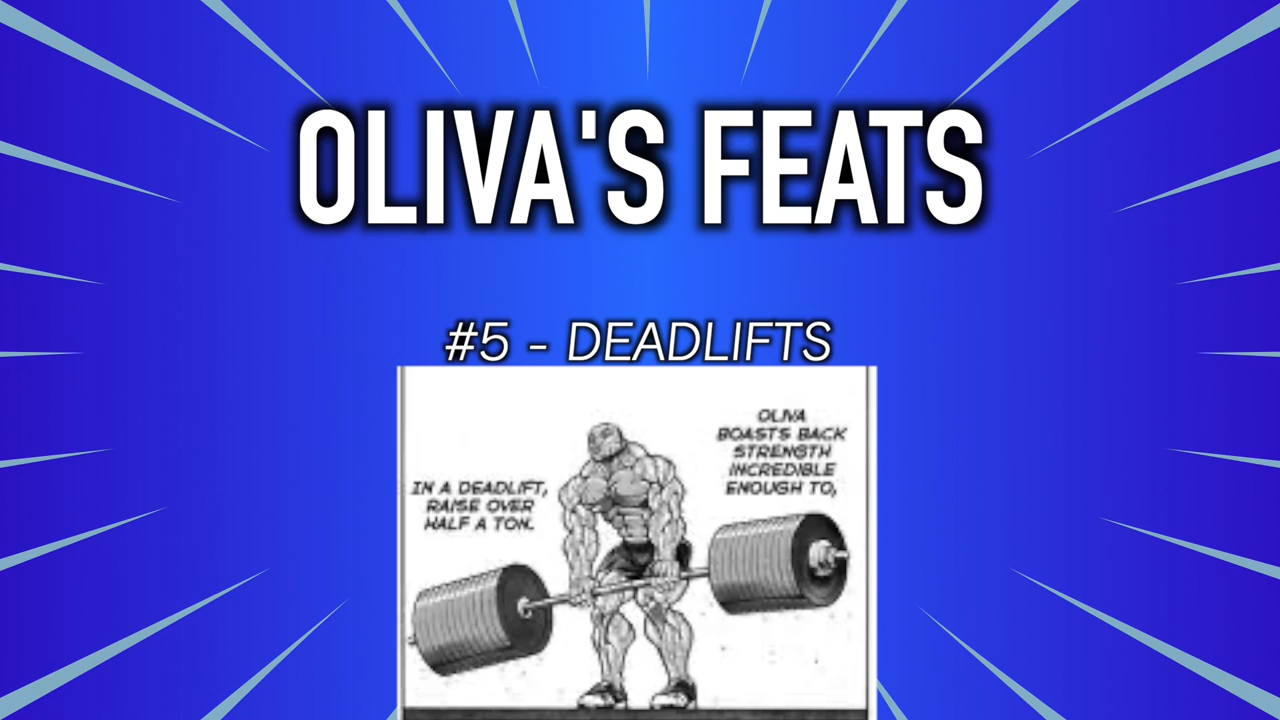 OLIVA'S FEATS
#5 - DEADLIFTS
OLIVA
BOASTS BACK
STRENGTH
INCREDIBLE
ENOUGH TO,
IN A DEADLIFT,
RAISE OVER
HALF A TON.